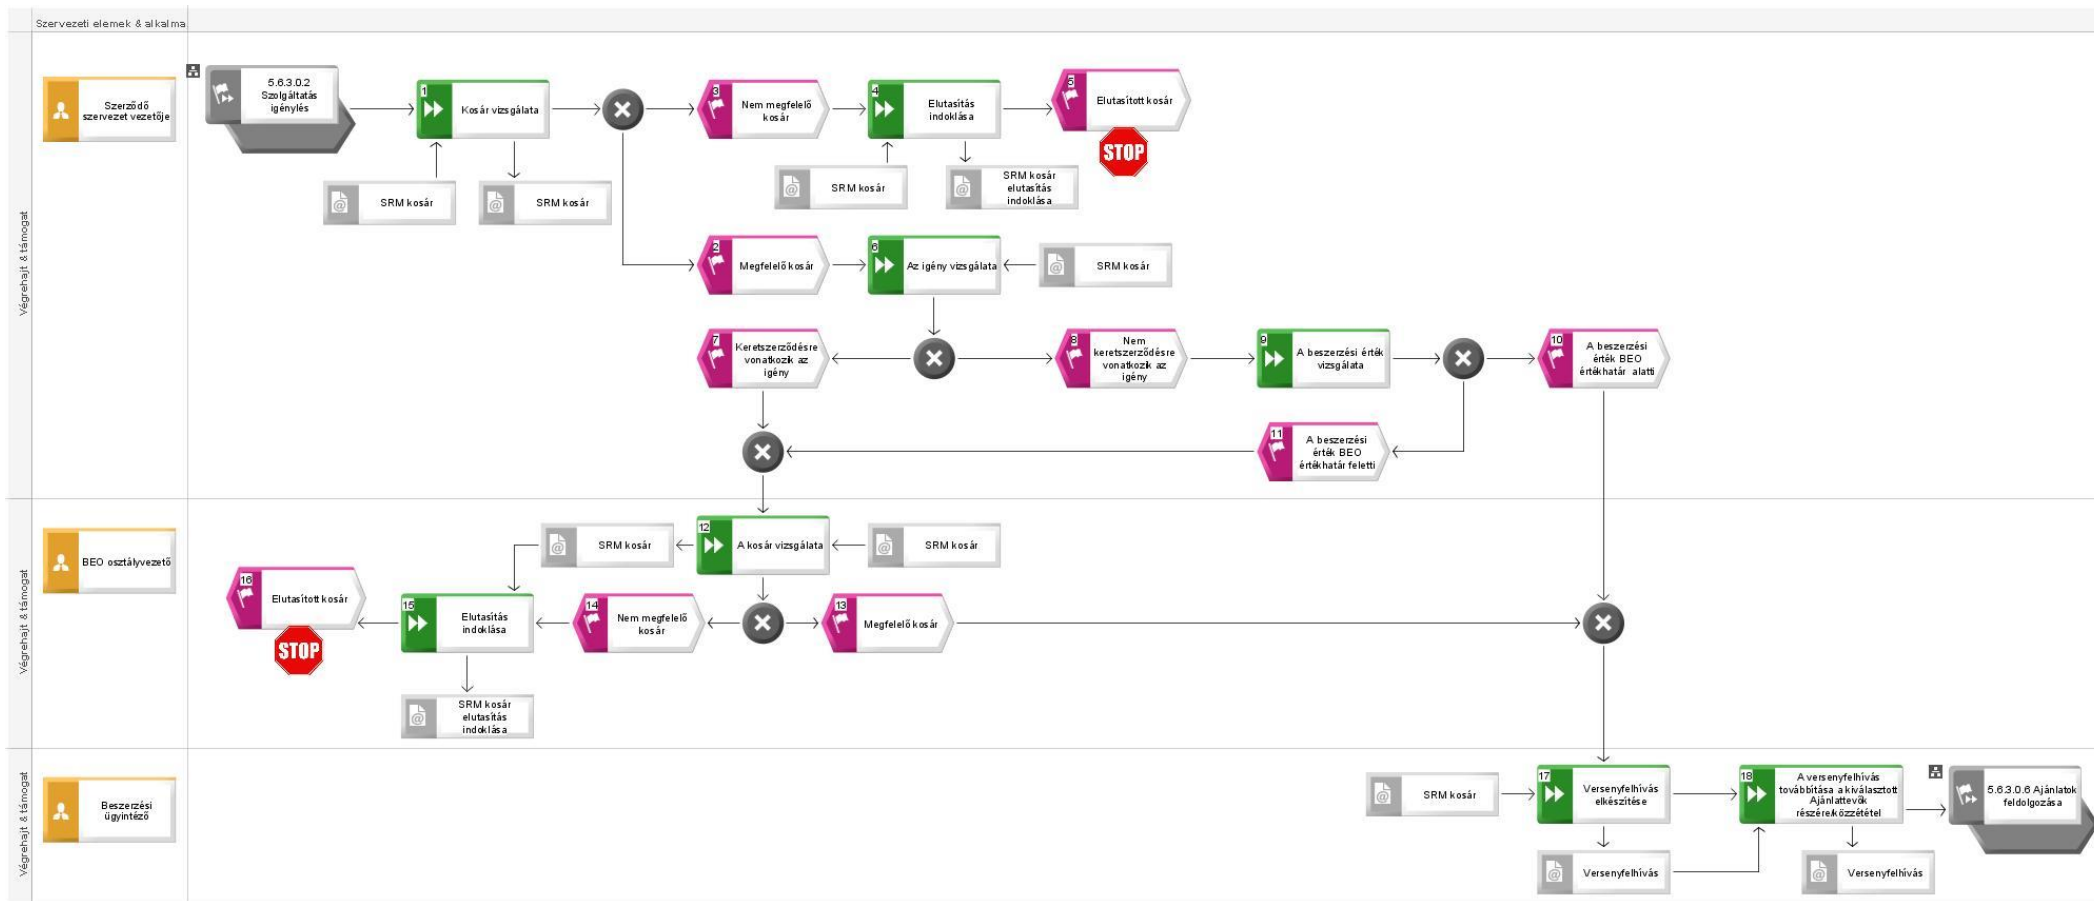 Szervezeti elemek & alkalma
Végrehajt & támogat
Szerződő
szervezet vezetője
5.6.3.0.2
Szolgáltatás
igénylés
1
Kosár vizsgálata
3
Nem megfelelő
kosár
4
Elutasítás
indoklása
5
Elutasított kosár
STOP
SRM kosár
SRM kosár
SRM kosár
SRM kosár
elutasítás
indoklása
2
Megfelelő kosár
6
Az igény vizsgálata
SRM kosár
7
Keretszerződésre
vonatkozik az
igény
8
Nem
keretszerződésre
vonatkozik az
igény
9
A beszerzési érték
vizsgálata
10
A beszerzési
érték BEO
értékhatár alatti
11
A beszerzési
érték BEO
értékhatár feletti
Végrehajt & támogat
BEO osztályvezető
SRM kosár
12
A kosár vizsgálata
SRM kosár
16
Elutasított kosár
STOP
15
Elutasítás
indoklása
14
Nem megfelelő
kosár
13
Megfelelő kosár
SRM kosár
elutasítás
indoklása
Végrehajt & támogat
Beszerzési
ügyintéző
SRM kosár
17
Versenyfelhívás
elkészítése
18
A versenyfelhívás
továbbítása a kiválasztott
Ajánlattevők
részére/közzététel
5.6.3.0.6 Ajánlatok
feldolgozása
Versenyfelhívás
Versenyfelhívás